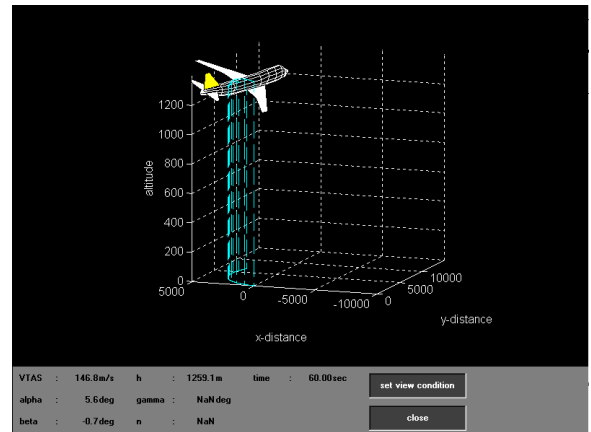 1200
1000
800
600
400
200
0
altitude
5000
0
-5000
-10000
0
5000
10000
x-distance
y-distance
VTAS : 146.8m/s h : 1259.1m time : 60.00sec set view condition
alpha : 5.6deg gamma : NaNdeg
beta : -0.7deg n : NaN close